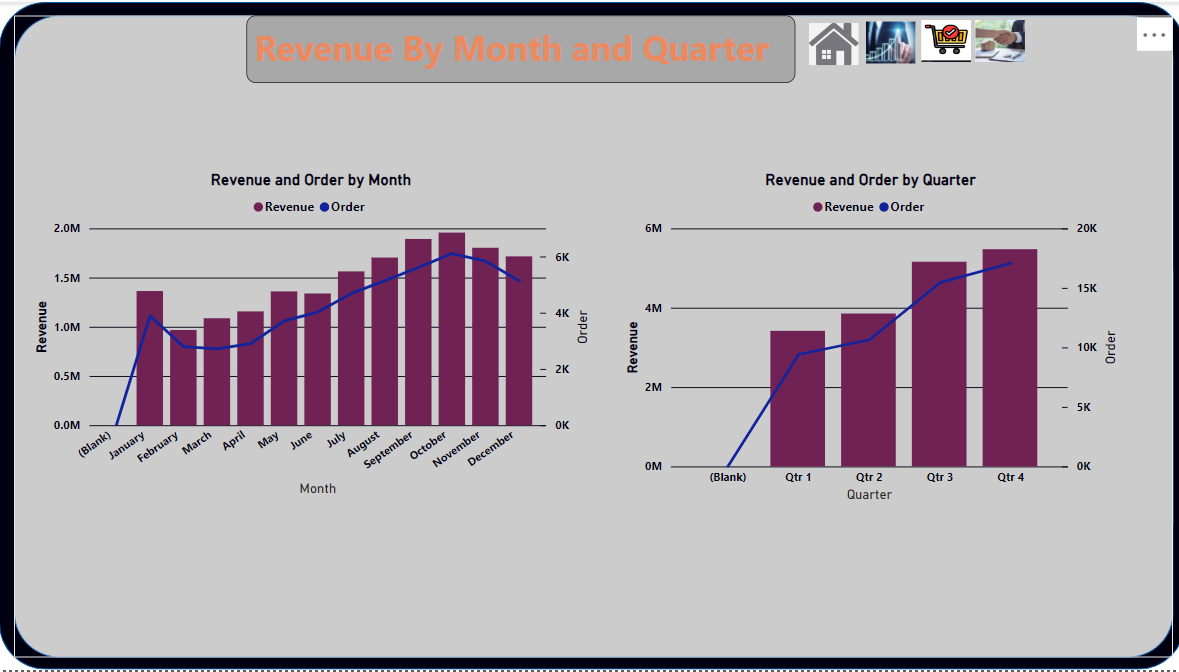 Revenue By Month and Quarter
Revenue and Order by Month
Revenue Order
2.0M
1.5M
1.0M
0.5M
0.0M
Revenue
6K
4K
2K
0K
Order
(Blank) January February March April May June July August September October November December
Month
Revenue and Order by Quarter
Revenue Order
6M
4M
2M
0M
Revenue
20K
15K
10K
5K
0K
Order
(Blank) Qtr 1 Qtr 2 Qtr 3 Qtr 4
Quarter